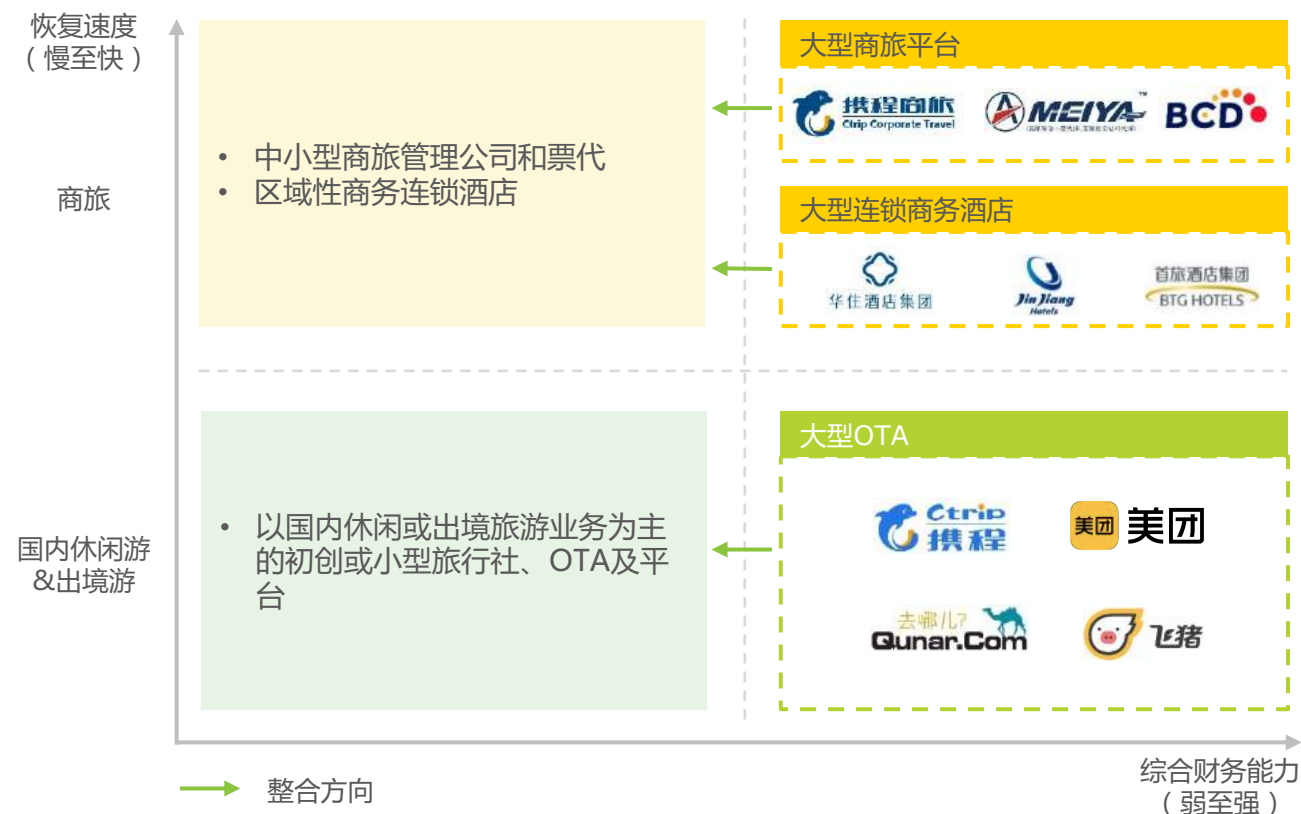 恢复速度
（慢至快）
大型商旅平台
携程商旅
Ctrip Corporate Travel
MEIYA
TM
BCD
• 中小型商旅管理公司和票代
• 区域性商务连锁酒店
商旅
大型连锁商务酒店
华住酒店集团
Jin Jiang
Hotels
首旅酒店集团
BTG HOTELS
大型OTA
Ctrip
携程
美团
美团
去哪儿?
Qunar.Com
飞猪
• 以国内休闲或出境旅游业务为主
的初创或小型旅行社、OTA及平
台
国内休闲游
&出境游
整合方向
综合财务能力
（弱至强）